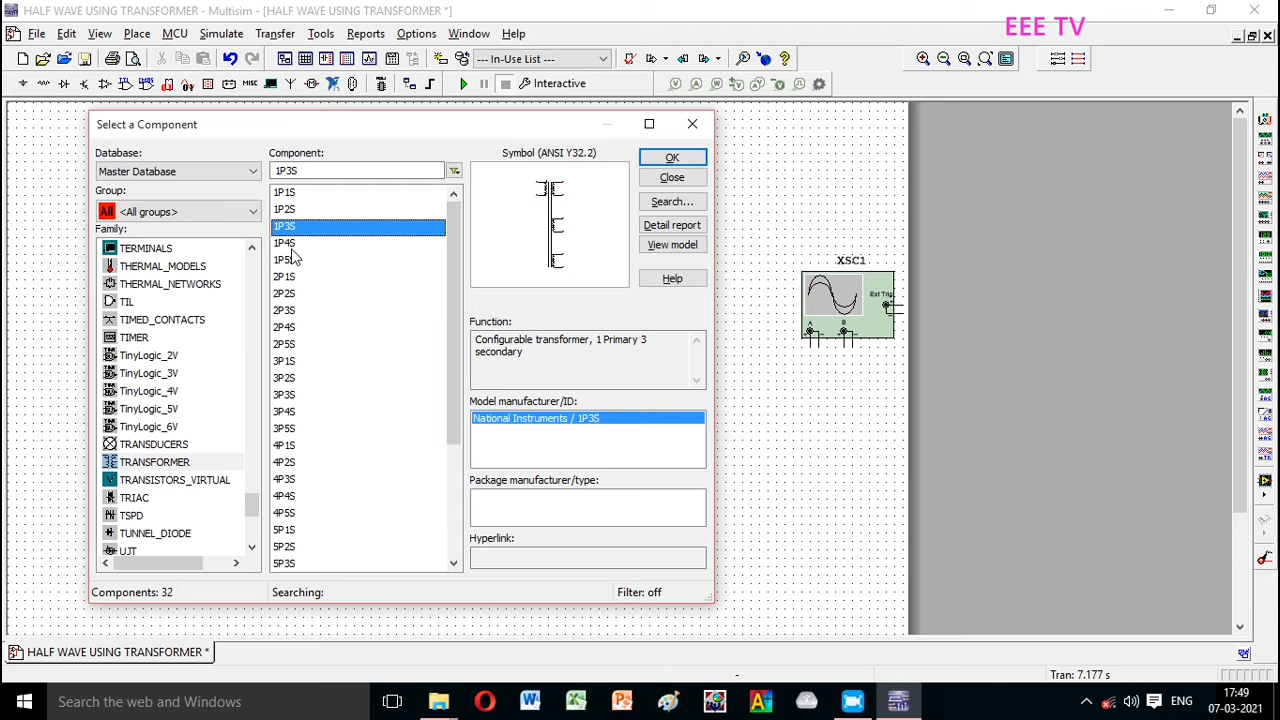 HALF WAVE USING TRANSFORMER - Multisim - [HALF WAVE USING TRANSFORMER *]
EEE TV
File Edit View Place MCU Simulate Transfer Tools Reports Options Window Help
--- In-Use List ---
MISC
Interactive
Select a Component
Database:
Master Database
Group:
All <All groups>
Family:
TERMINALS
THERMAL_MODELS
THERMAL_NETWORKS
TIL
TIMED_CONTACTS
TIMER
TinyLogic_2V
TinyLogic_3V
TinyLogic_4V
TinyLogic_5V
TinyLogic_6V
TRANSDUCERS
TRANSFORMER
TRANSISTORS_VIRTUAL
TRIAC
TSPD
TUNNEL_DIODE
UJT
Component:
1P3S
1P1S
1P2S
1P3S
1P4S
1P5S
2P1S
2P2S
2P3S
2P4S
2P5S
3P1S
3P2S
3P3S
3P4S
3P5S
4P1S
4P2S
4P3S
4P4S
4P5S
5P1S
5P2S
5P3S
Symbol (ANSI Y32.2)
OK
Close
Search...
Detail report
View model
Help
Function:
Configurable transformer, 1 Primary 3
secondary
Model manufacturer/ID:
National Instruments / 1P3S
Package manufacturer/type:
Hyperlink:
Components: 32 Searching: Filter: off
XSC1
Ext Trig
A B
HALF WAVE USING TRANSFORMER *
- Tran: 7.177 s
Search the web and Windows
ENG
17:49
07-03-2021